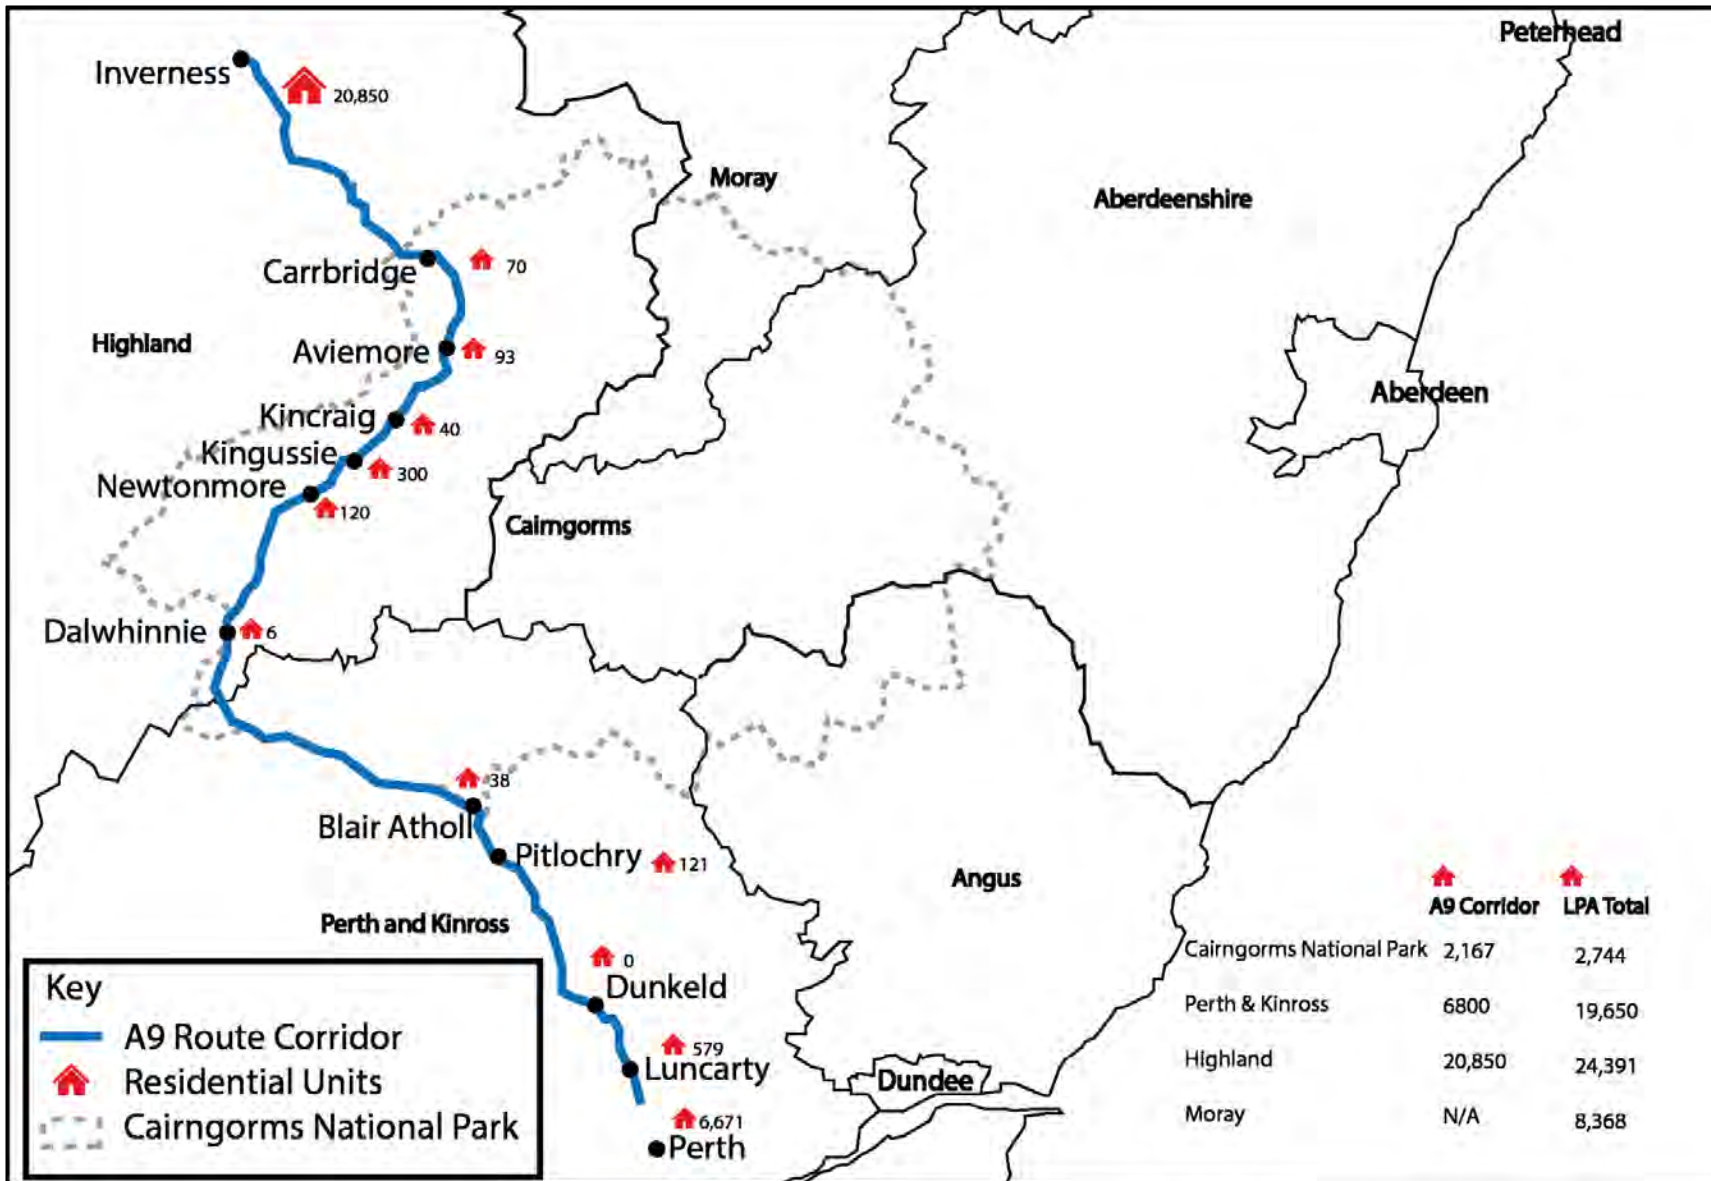 Peterhead
Inverness
20,850
Moray
Aberdeenshire
Carrbridge
70
Highland
Aviemore
93
Aberdeen
Kincraig
40
Kingussie
300
Newtonmore
120
Cairngorms
Dalwhinnie
6
38
Blair Atholl
Pitlochry
121
Angus
Perth and Kinross
0
Dunkeld
579
Luncarty
Dundee
6,671
Perth
Key
A9 Route Corridor
Residential Units
Cairngorms National Park
A9 Corridor LPA Total
Cairngorms National Park 2,167 2,744
Perth & Kinross 6800 19,650
Highland 20,850 24,391
Moray N/A 8,368